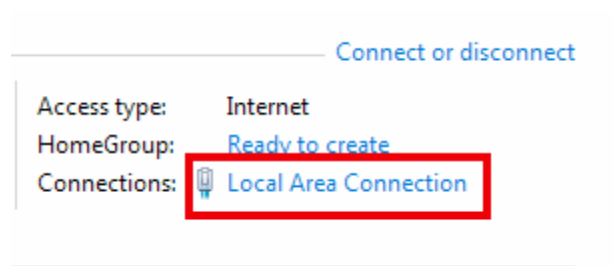 Connect or disconnect
Access type: Internet
HomeGroup: Ready to create
Connections: Local Area Connection